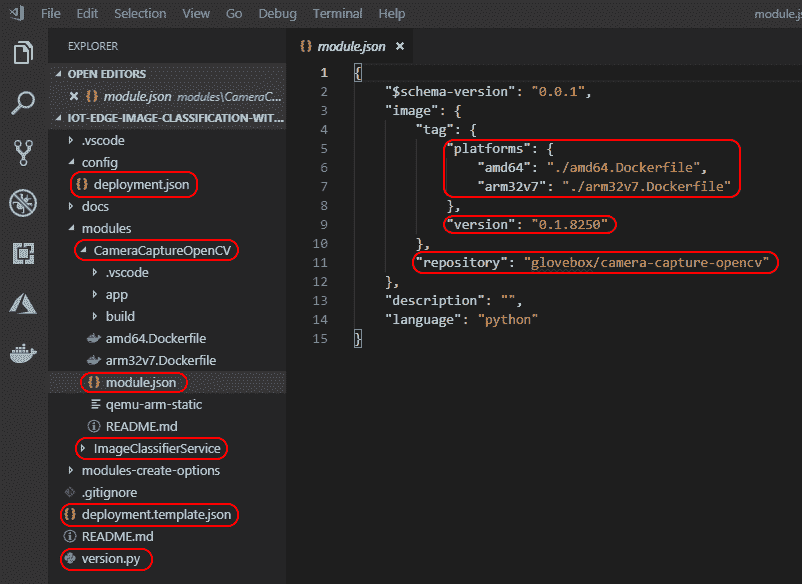 File Edit Selection View Go Debug Terminal Help
module.js
EXPLORER
OPEN EDITORS
module.json modules\CameraC...
IOT-EDGE-IMAGE-CLASSIFICATION-WIT...
.vscode
config
deployment.json
docs
modules
CameraCaptureOpenCV
.vscode
app
build
amd64.Dockerfile
arm32v7.Dockerfile
module.json
qemu-arm-static
README.md
ImageClassifierService
modules-create-options
.gitignore
deployment.template.json
README.md
version.py
module.json
1 {
2 "$schema-version": "0.0.1",
3 "image": {
4 "tag": {
5 "platforms": {
6 "amd64": "./amd64.Dockerfile",
7 "arm32v7": "./arm32v7.Dockerfile"
8 },
9 "version": "0.1.8250"
10 },
11 "repository": "glovebox/camera-capture-opencv"
12 },
13 "description": "",
14 "language": "python"
15 }